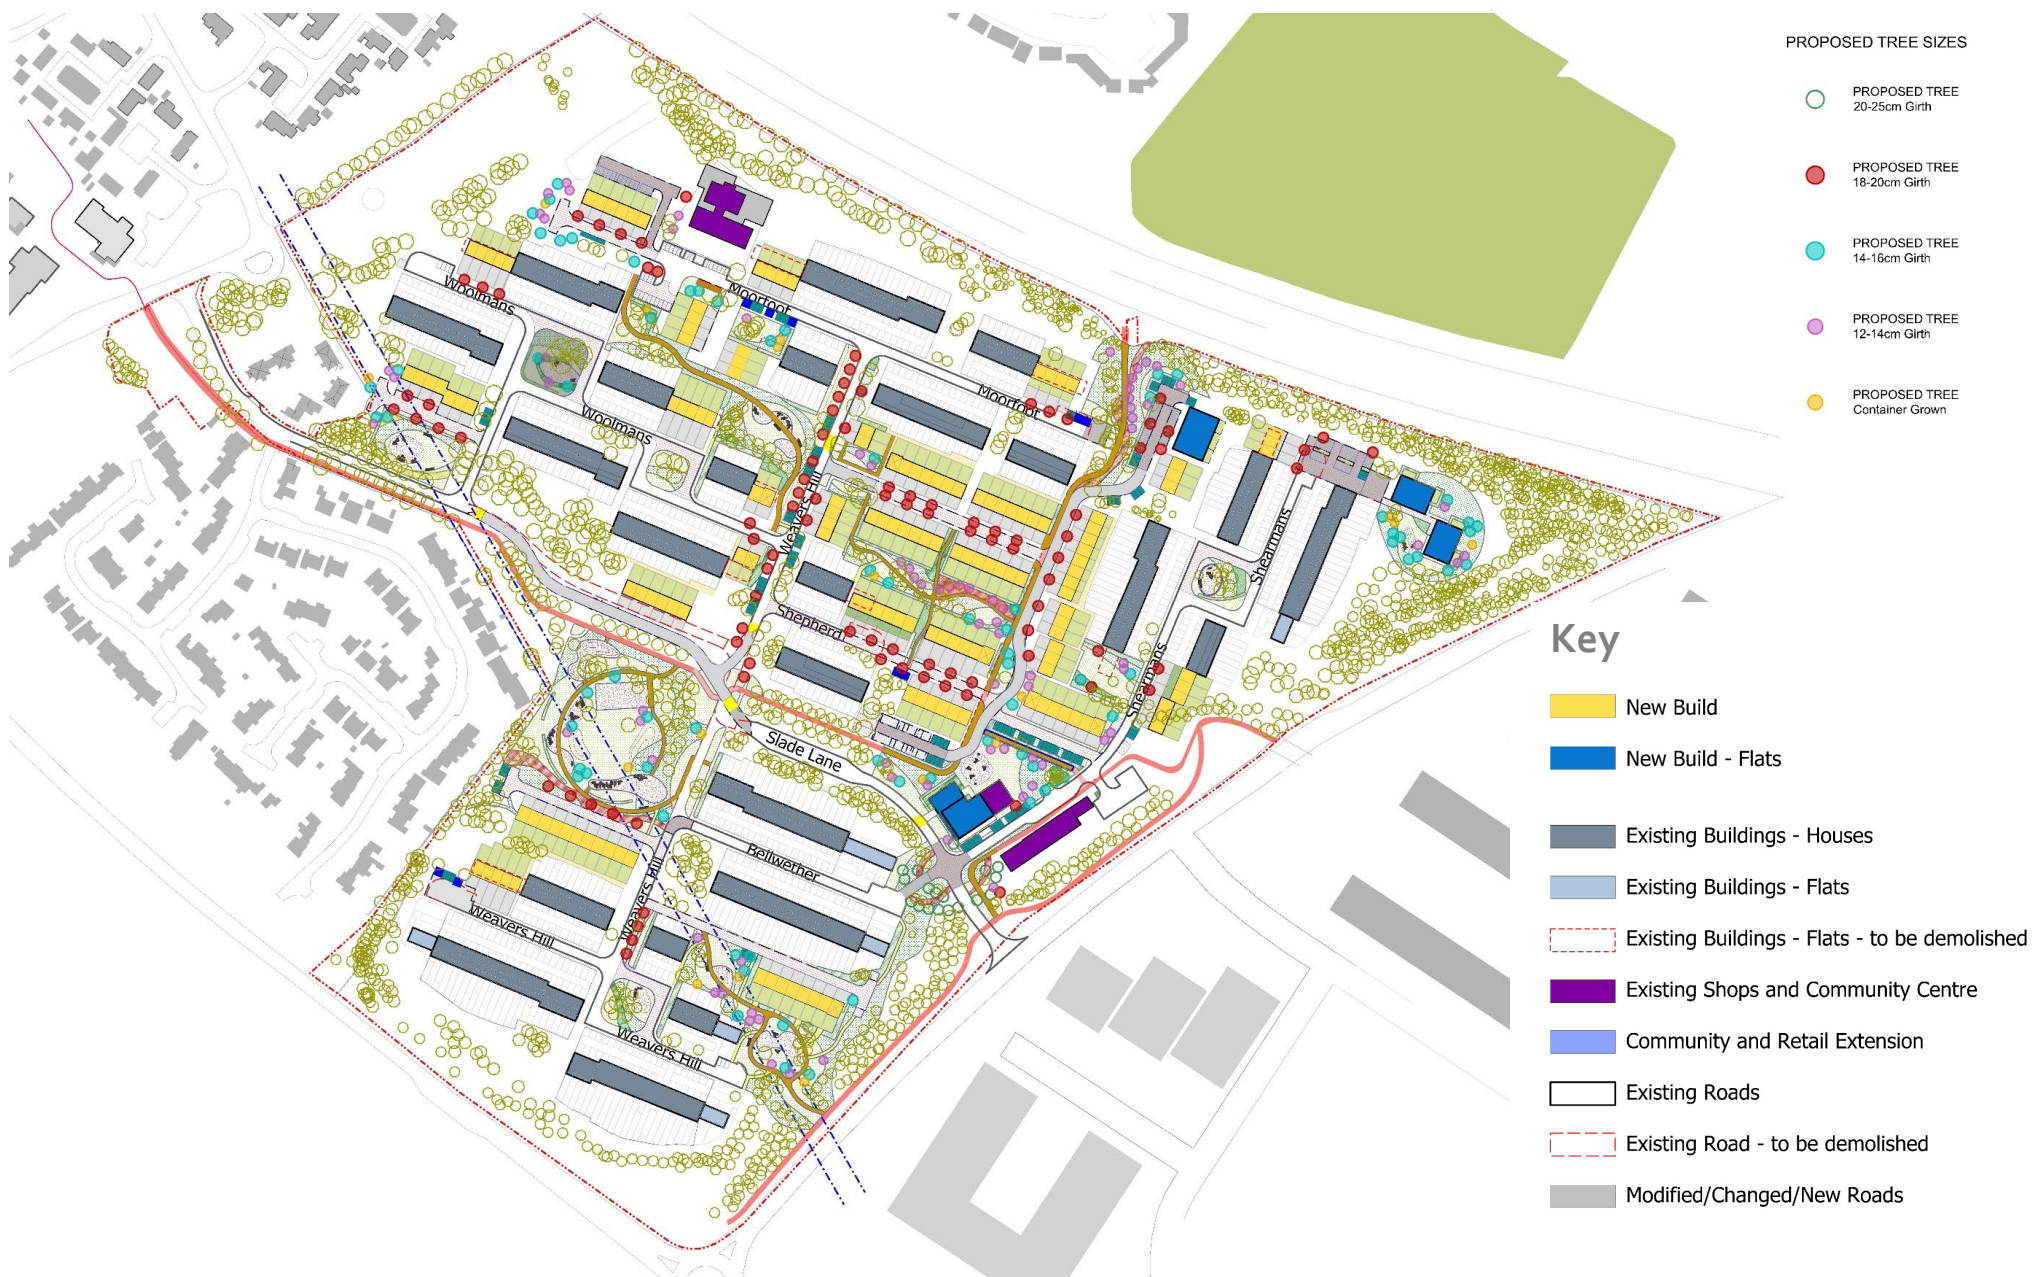 PROPOSED TREE SIZES
PROPOSED TREE
20-25cm Girth
PROPOSED TREE
18-20cm Girth
PROPOSED TREE
14-16cm Girth
PROPOSED TREE
12-14cm Girth
PROPOSED TREE
Container Grown
Woolmans
Moorfoot
Woolmans
Moorfoot
Weavers Hill
Shearmans
Shepherd
Shearmans
Slade Lane
Bellwether
Weavers Hill
Weavers Hill
Weavers Hill
Key
New Build
New Build - Flats
Existing Buildings - Houses
Existing Buildings - Flats
Existing Buildings - Flats - to be demolished
Existing Shops and Community Centre
Community and Retail Extension
Existing Roads
Existing Road - to be demolished
Modified/Changed/New Roads